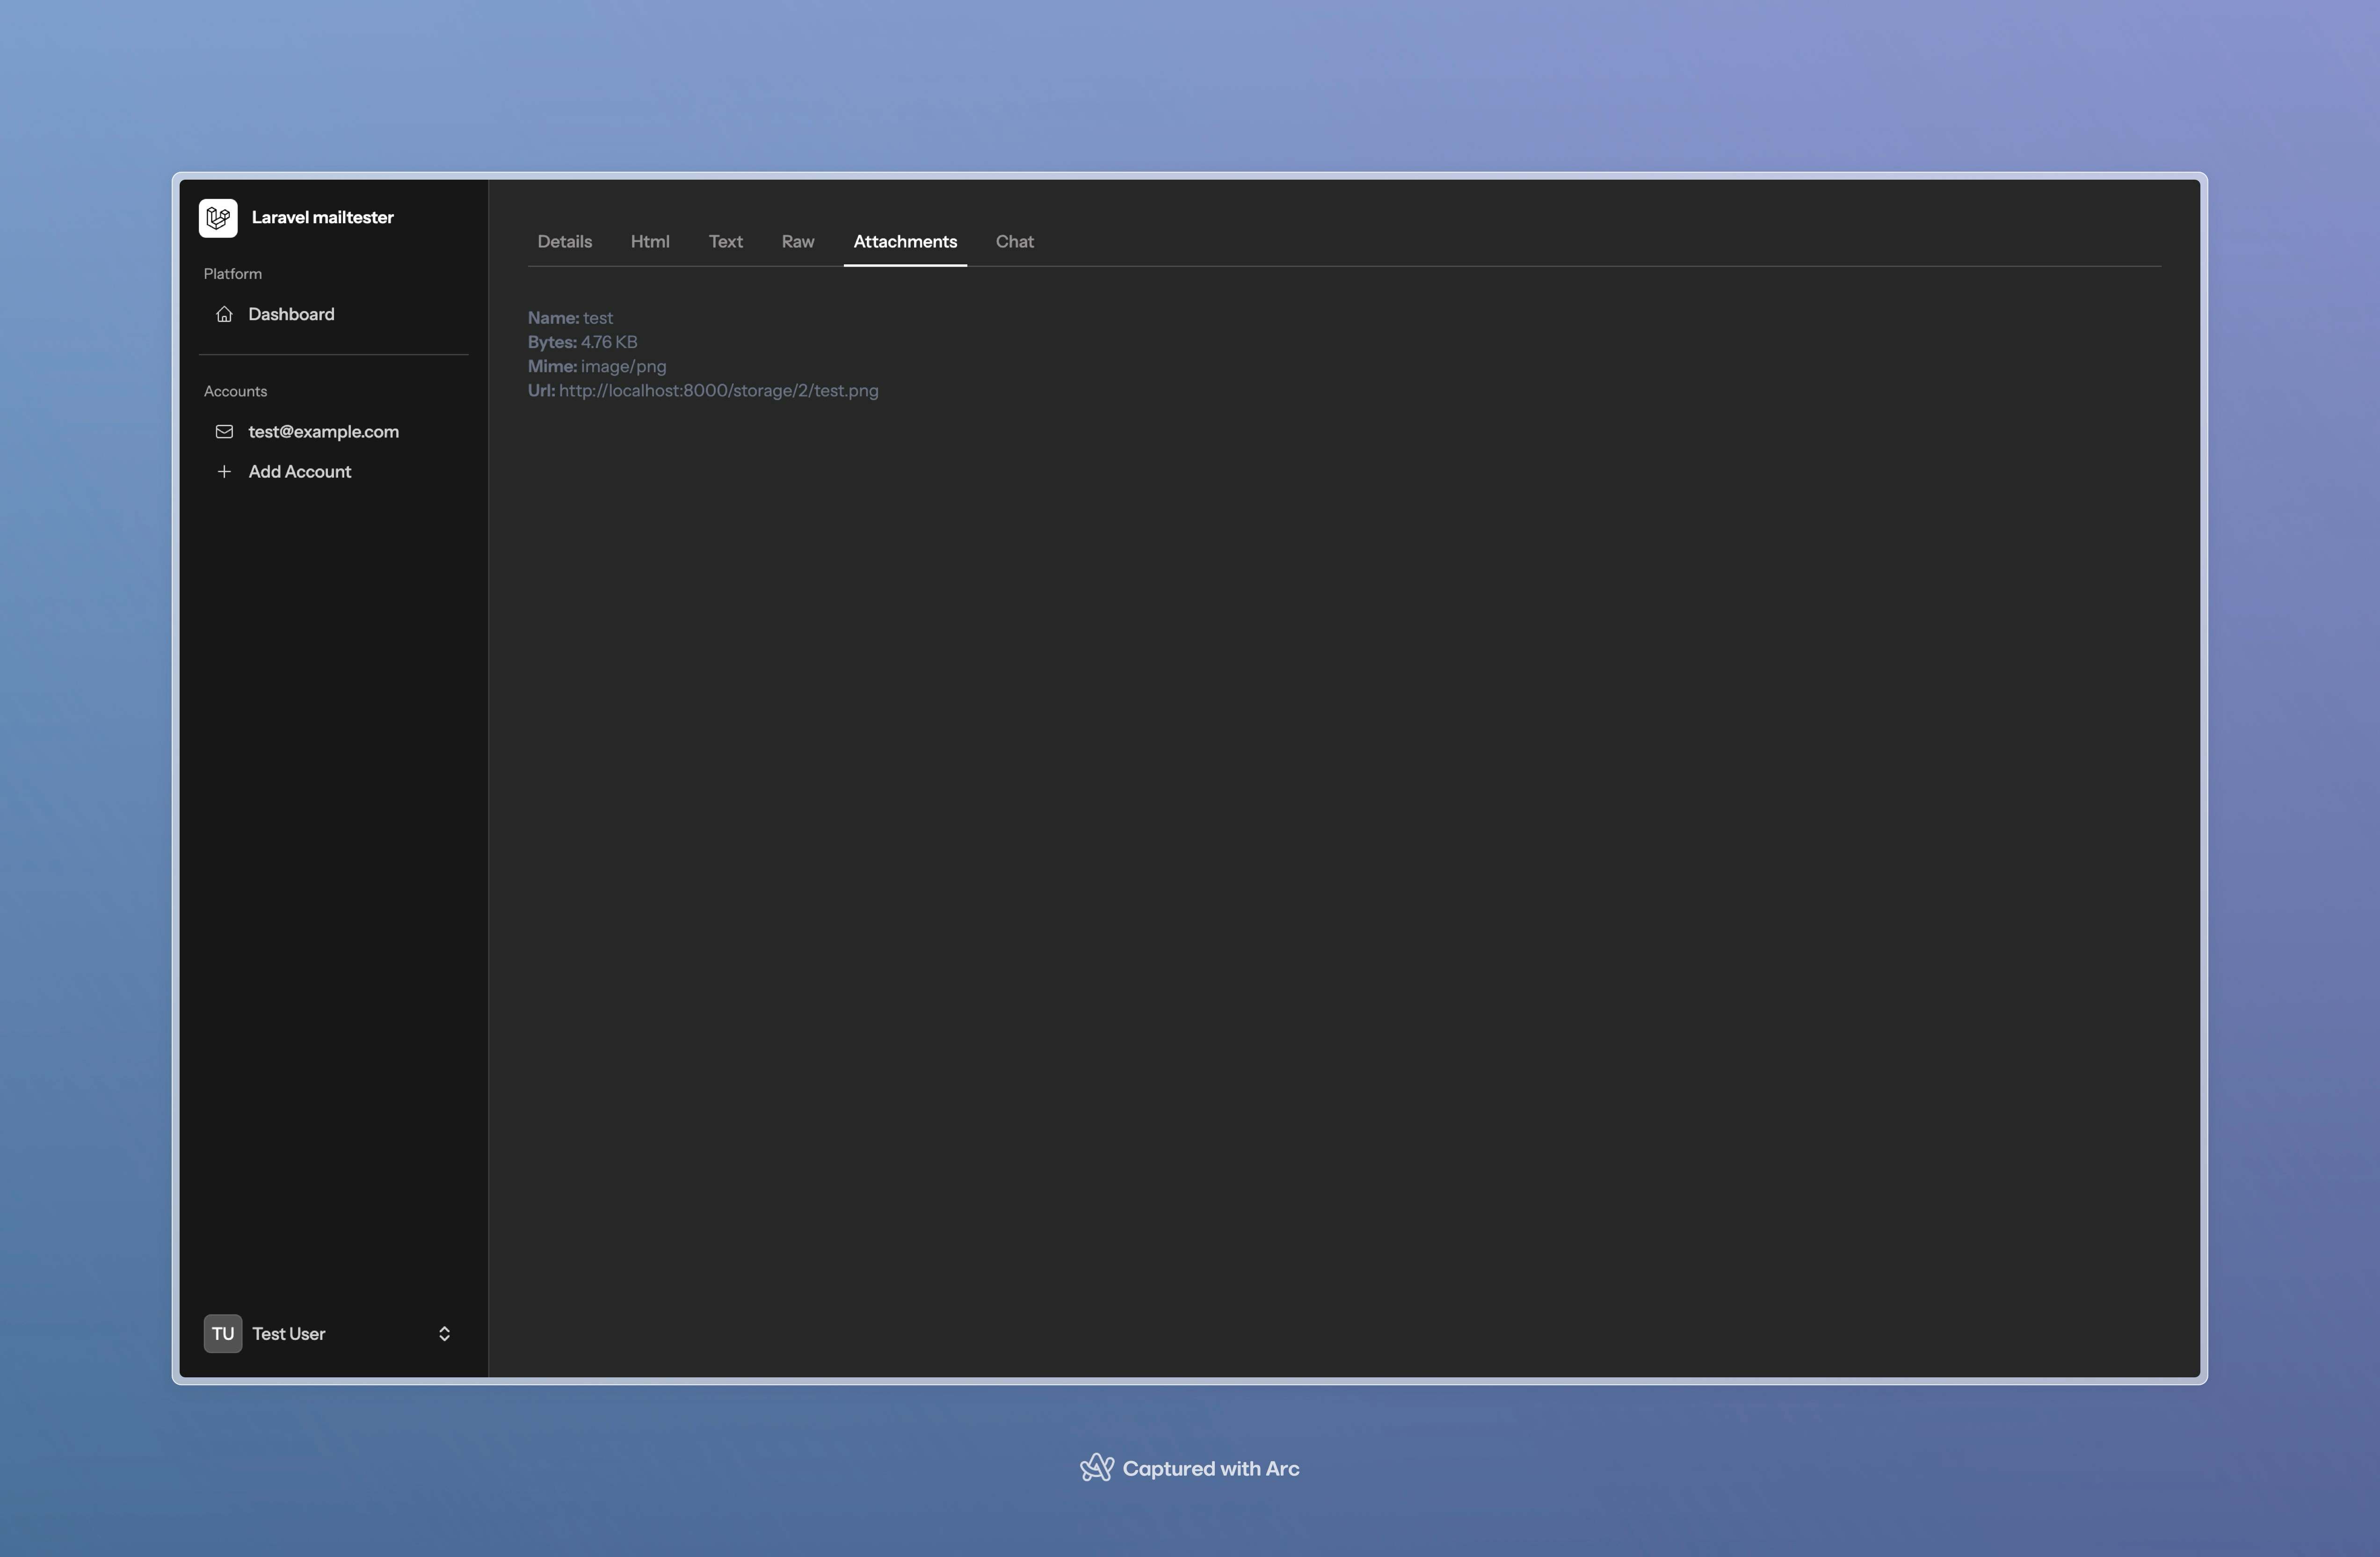 Laravel mailtester
Platform
Dashboard
Accounts
test@example.com
Add Account
TU Test User
Details Html Text Raw Attachments Chat
Name: test
Bytes: 4.76 KB
Mime: image/png
Url: http://localhost:8000/storage/2/test.png
Captured with Arc